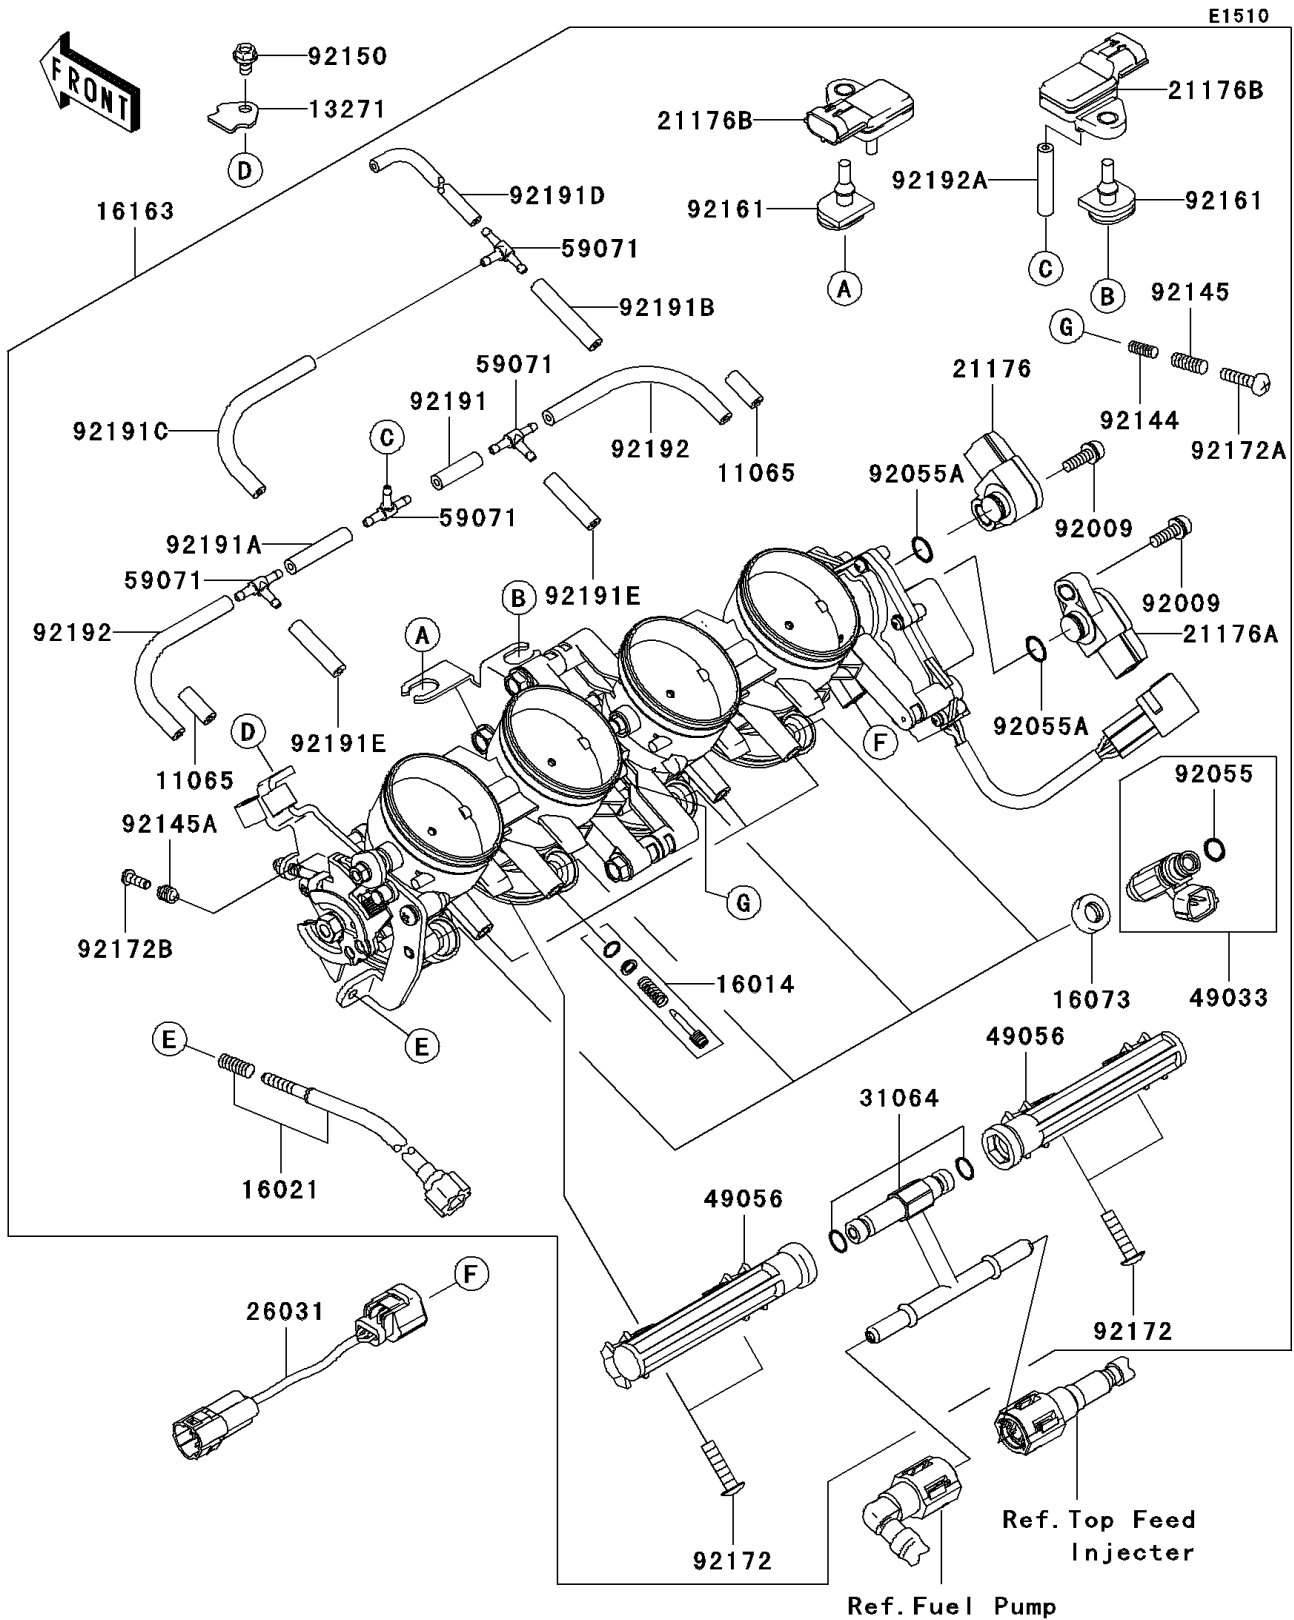 E1510
FRONT
92150
13271
D
21176B
21176B
92191D
92192A
16163
92161
92161
59071
A
C
B
92191B
92145
G
59071
21176
92191
92144
92191C
C
92192
92172A
11065
92055A
59071
92009
92191A
59071
B
92191E
92009
92192
A
21176A
92055A
D
92191E
F
11065
92055
92145A
G
92172B
16014
16073
49033
E
E
49056
31064
16021
49056
F
26031
92172
Ref.Top Feed
Injecter
92172
Ref.Fuel Pump